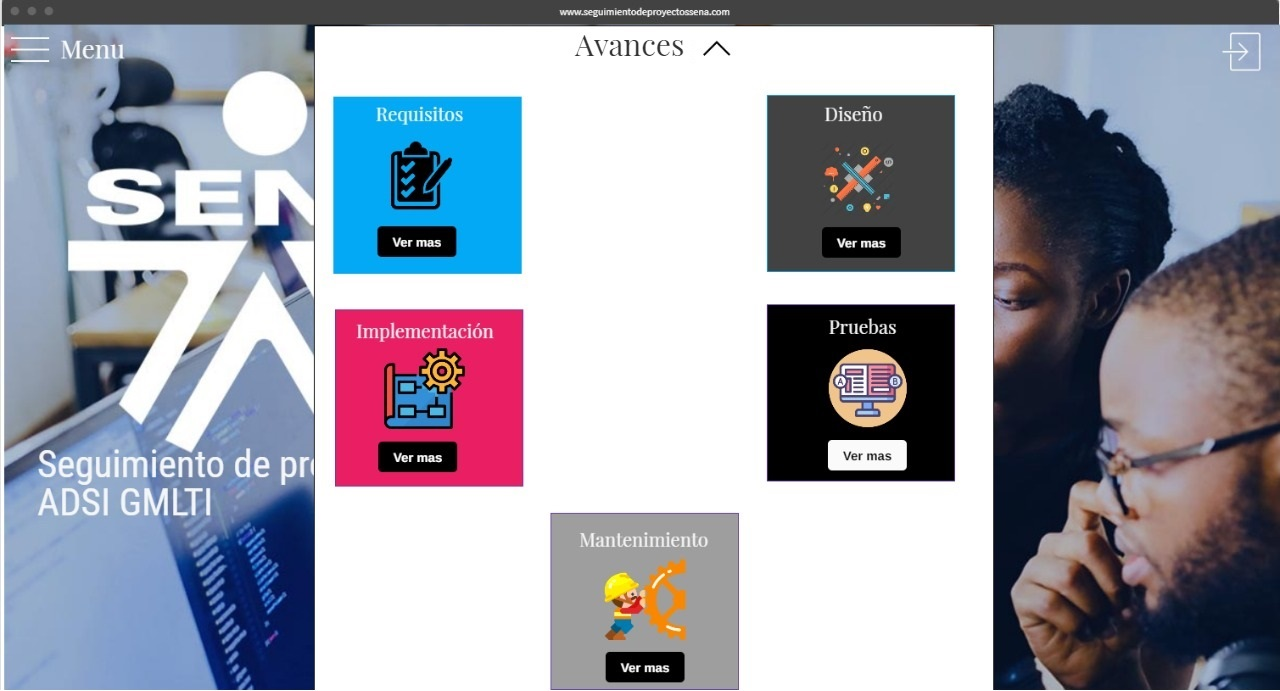 www.seguimientodeproyectossena.com
Menu
Avances
SEN
Seguimiento de pr
ADSI GMLTI
Requisitos
Ver mas
Diseño
Ver mas
Implementación
Ver mas
Pruebas
A
B
Ver mas
Mantenimiento
Ver mas